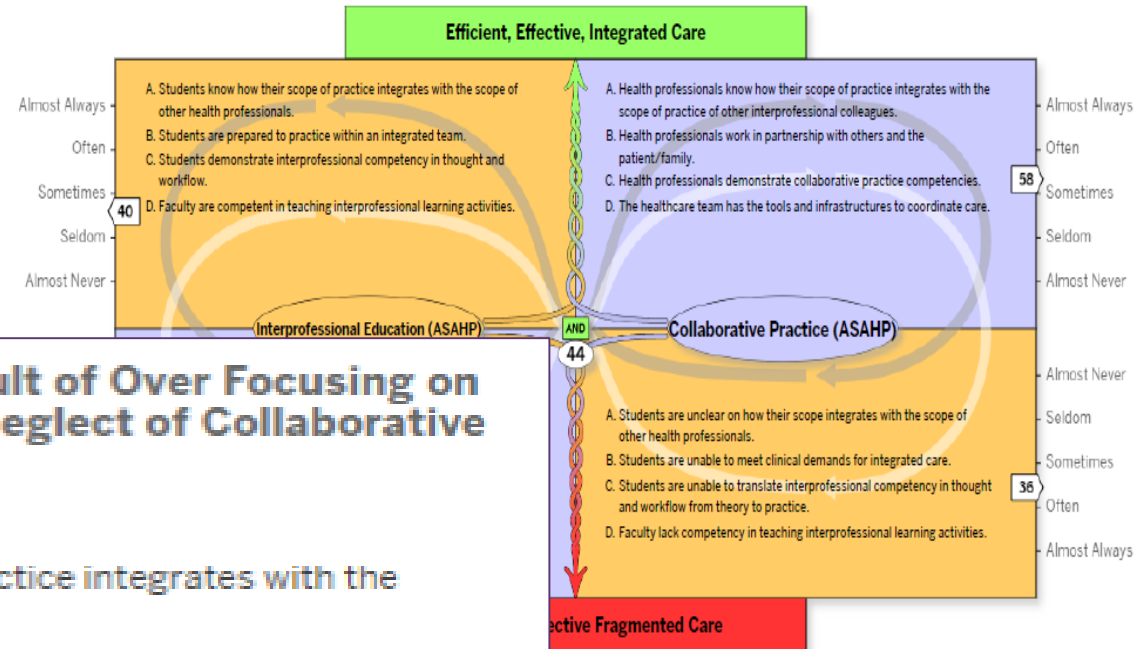 Efficient, Effective, Integrated Care
Almost Always
Often
Sometimes
Seldom
Almost Never
40
A. Students know how their scope of practice integrates with the scope of
other health professionals.
B. Students are prepared to practice within an integrated team.
C. Students demonstrate interprofessional competency in thought and
workflow.
D. Faculty are competent in teaching interprofessional learning activities.
A. Health professionals know how their scope of practice integrates with the
scope of practice of other interprofessional colleagues.
B. Health professionals work in partnership with others and the
patient/family.
C. Health professionals demonstrate collaborative practice competencies.
D. The healthcare team has the tools and infrastructures to coordinate care.
Almost Always
Often
58
Sometimes
Seldom
Almost Never
Interprofessional Education (ASAHP)
AND
44
Collaborative Practice (ASAHP)
ult of Over Focusing on
eglect of Collaborative
ctice integrates with the
A. Students are unclear on how their scope integrates with the scope of
other health professionals.
B. Students are unable to meet clinical demands for integrated care.
C. Students are unable to translate interprofessional competency in thought
and workflow from theory to practice.
D. Faculty lack competency in teaching interprofessional learning activities.
Almost Never
Seldom
Sometimes
36
Often
Almost Always
ective Fragmented Care